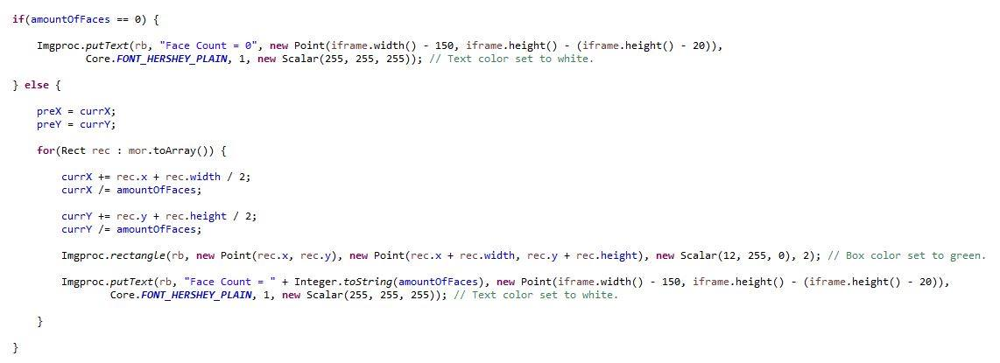 if(amountOfFaces == 0) {
Imgproc.putText(rb, "Face Count = 0", new Point(iframe.width() - 150, iframe.height() - (iframe.height() - 20)),
Core.FONT_HERSHEY_PLAIN, 1, new Scalar(255, 255, 255)); // Text color set to white.
} else {
preX = currX;
preY = currY;
for(Rect rec : mor.toArray()) {
currX += rec.x + rec.width / 2;
currX /= amountOfFaces;
currY += rec.y + rec.height / 2;
currY /= amountOfFaces;
Imgproc.rectangle(rb, new Point(rec.x, rec.y), new Point(rec.x + rec.width, rec.y + rec.height), new Scalar(12, 255, 0), 2); // Box color set to green.
Imgproc.putText(rb, "Face Count = " + Integer.toString(amountOfFaces), new Point(iframe.width() - 150, iframe.height() - (iframe.height() - 20)),
Core.FONT_HERSHEY_PLAIN, 1, new Scalar(255, 255, 255)); // Text color set to white.
}
}